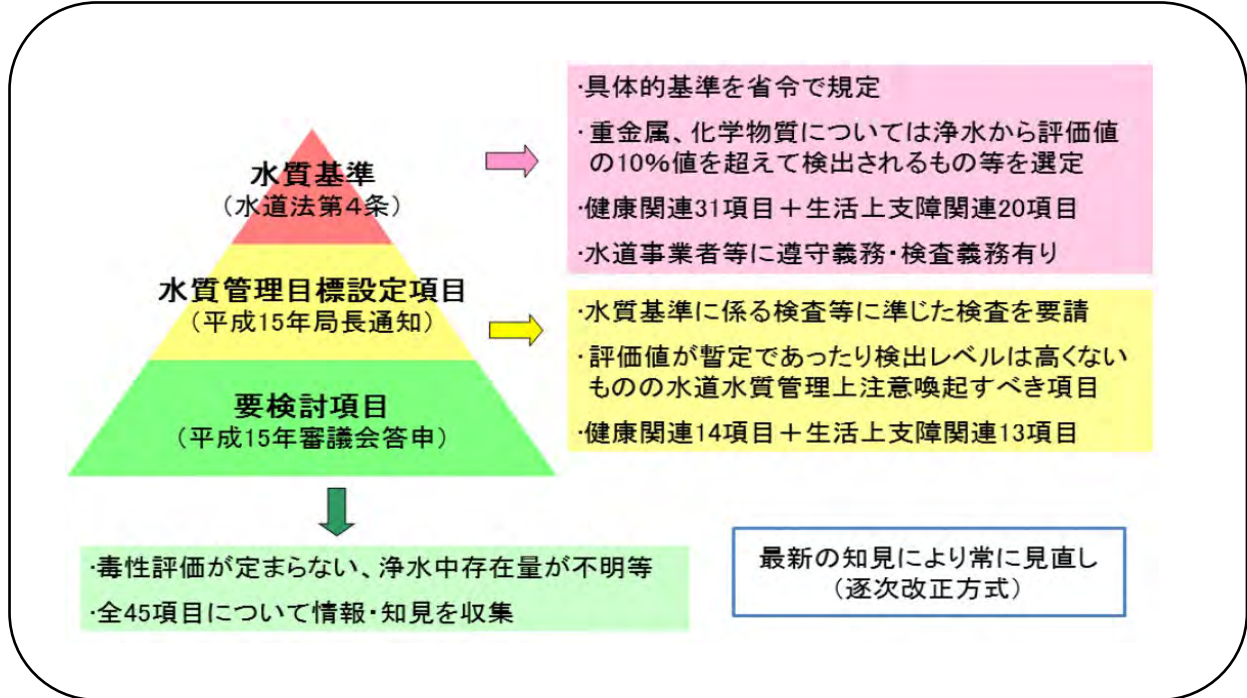 水質基準
(水道法第4条)
・具体的基準を省令で規定
・重金属、化学物質については浄水から評価値
の10%値を超えて検出されるもの等を選定
・健康関連31項目+生活上支障関連20項目
・水道事業者等に遵守義務・検査義務有り
水質管理目標設定項目
(平成15年局長通知)
・水質基準に係る検査等に準じた検査を要請
・評価値が暫定であったり検出レベルは高くない
ものの水道水質管理上注意喚起すべき項目
・健康関連14項目+生活上支障関連13項目
要検討項目
(平成15年審議会答申)
・毒性評価が定まらない、浄水中存在量が不明等
・全45項目について情報・知見を収集
最新の知見により常に見直し
(逐次改正方式)